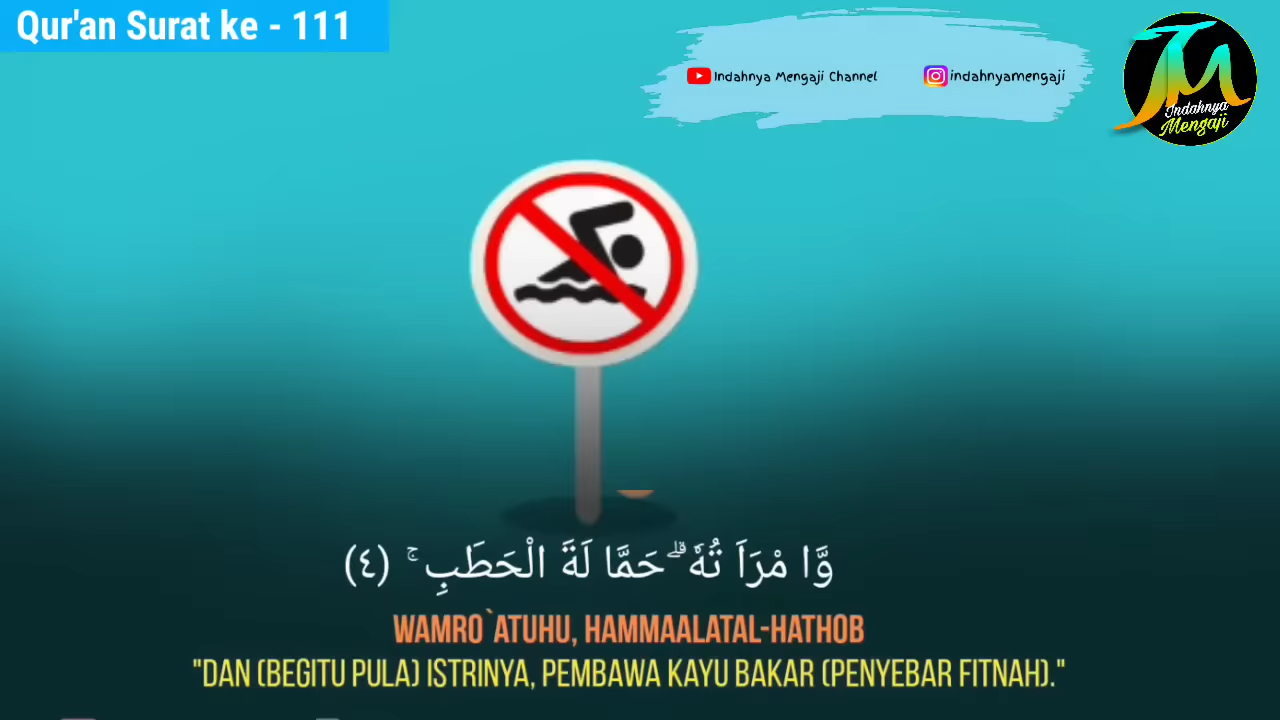 Qur'an Surat ke - 111
Indahnya Mengaji Channel
indahnyamengaji
Indahnya
Mengaji
وَّا مْرَاَ تُهٗ ۗ حَمَّا لَةَ الْحَطَبِ ۚ (٤)
WAMRO`ATUHU, HAMMAALATAL-HATHOB
"DAN (BEGITU PULA) ISTRINYA, PEMBAWA KAYU BAKAR (PENYEBAR FITNAH)."